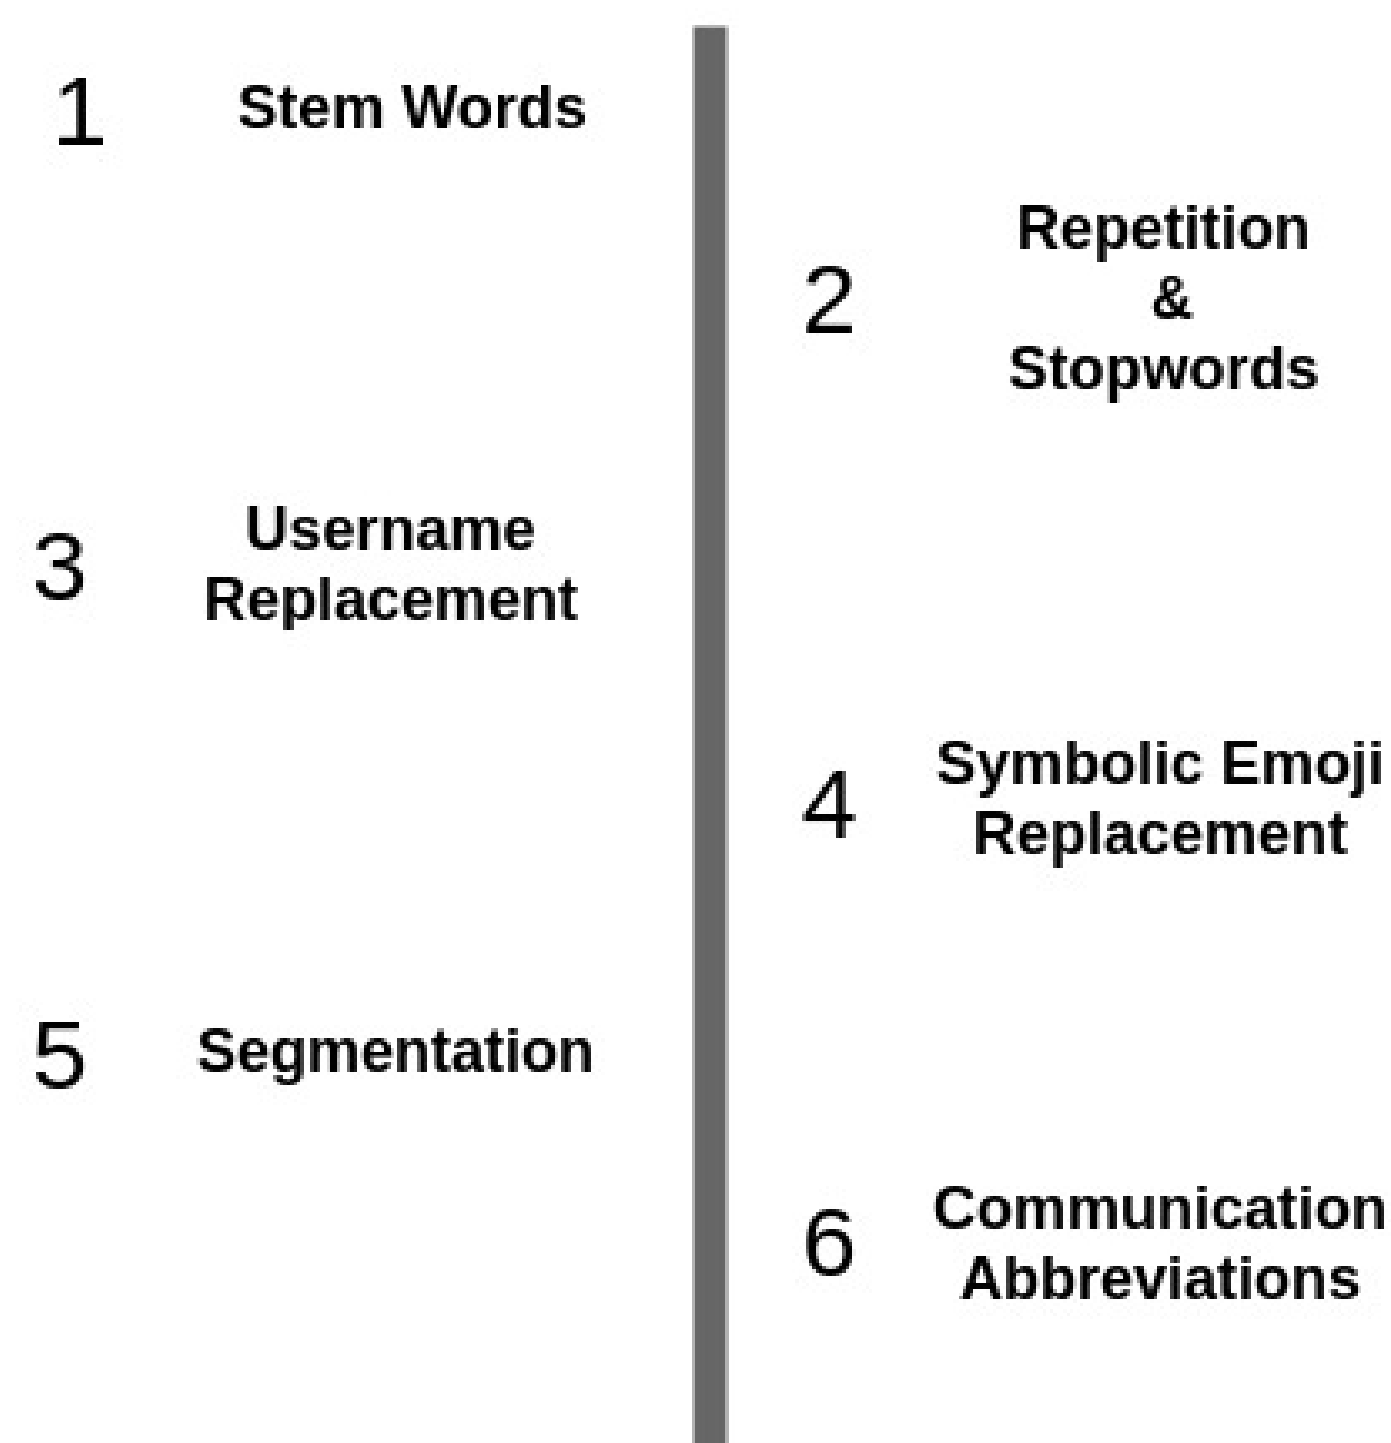 1 Stem Words
2 Repetition
&
Stopwords
3 Username
Replacement
4 Symbolic Emoji
Replacement
5 Segmentation
6 Communication
Abbreviations